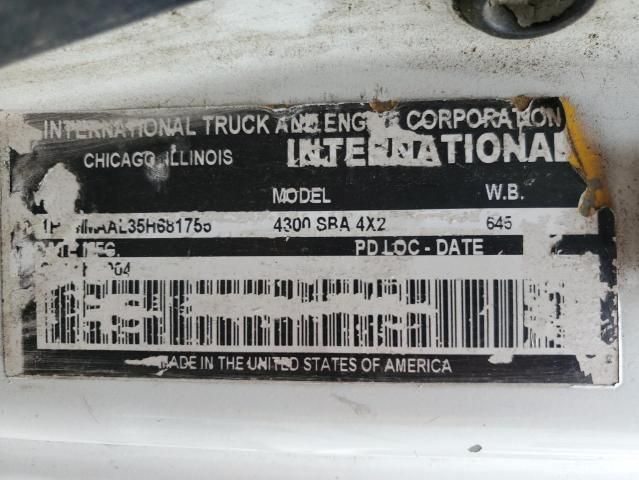 INTERNATIONAL TRUCK AND ENGINE CORPORATION
CHICAGO, ILLINOIS INTERNATIONAL
MODEL W.B.
4300 SBA 4X2 645
MFG. PD LOC - DATE
MADE IN THE UNITED STATES OF AMERICA